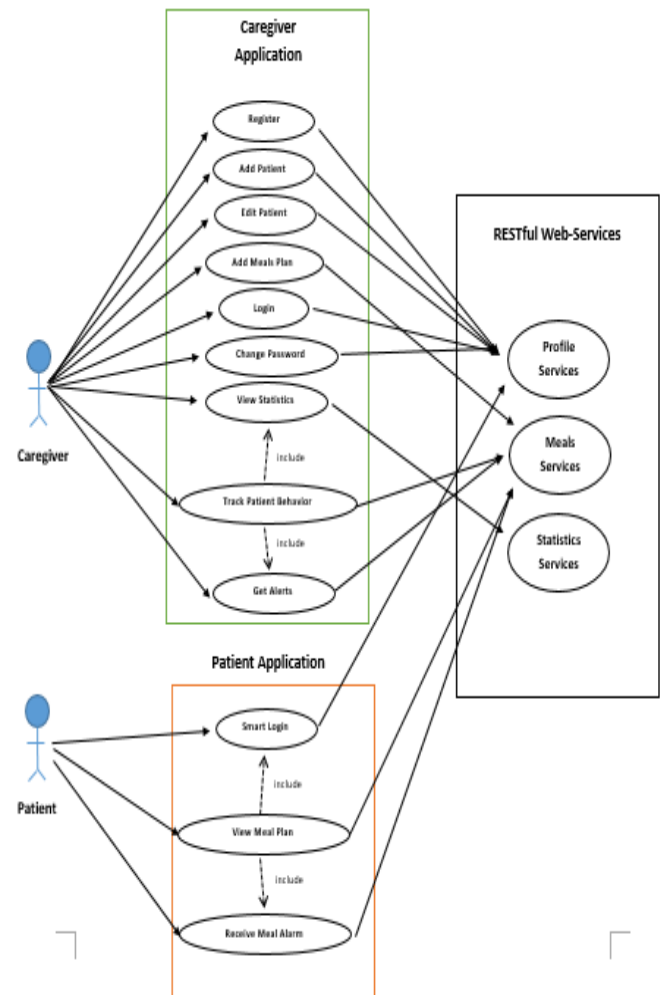 Caregiver
Application
Register
Add Patient
Edit Patient
Add Meals Plan
Login
Change Password
View Statistics
include
Track Patient Behavior
include
Get Alerts
Caregiver
RESTful Web-Services
Profile
Services
Meals
Services
Statistics
Services
Patient Application
Smart Login
include
View Meal Plan
include
Receive Meal Alarm
Patient